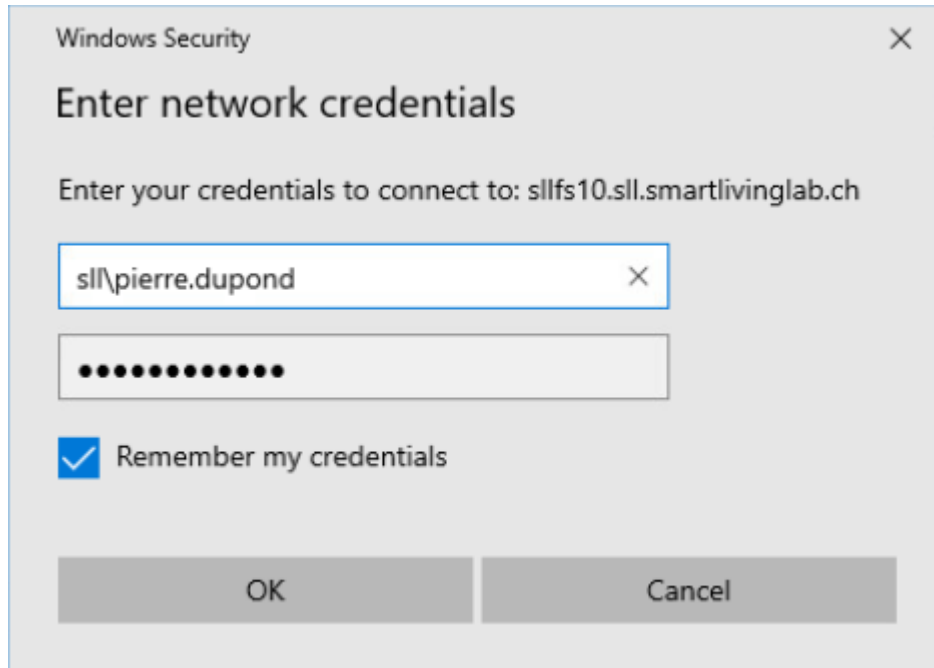 Windows Security
Enter network credentials
Enter your credentials to connect to: sllfs10.sll.smartlivinglab.ch
sll\pierre.dupond
●●●●●●●●●●●●
Remember my credentials
OK
Cancel